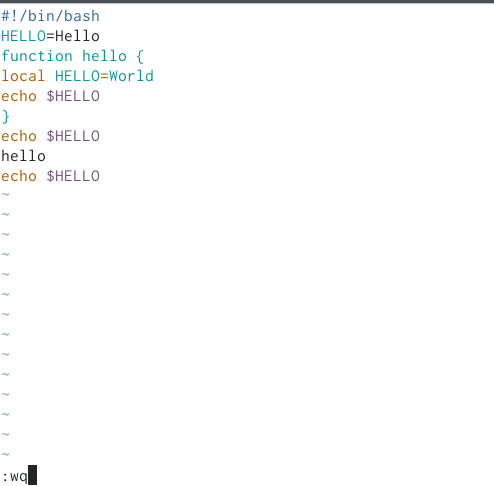 #!/bin/bash
HELLO=Hello
function hello {
local HELLO=World
echo $HELLO
}
echo $HELLO
hello
echo $HELLO
~
~
~
~
~
~
~
~
~
~
~
~
~
~
:wq